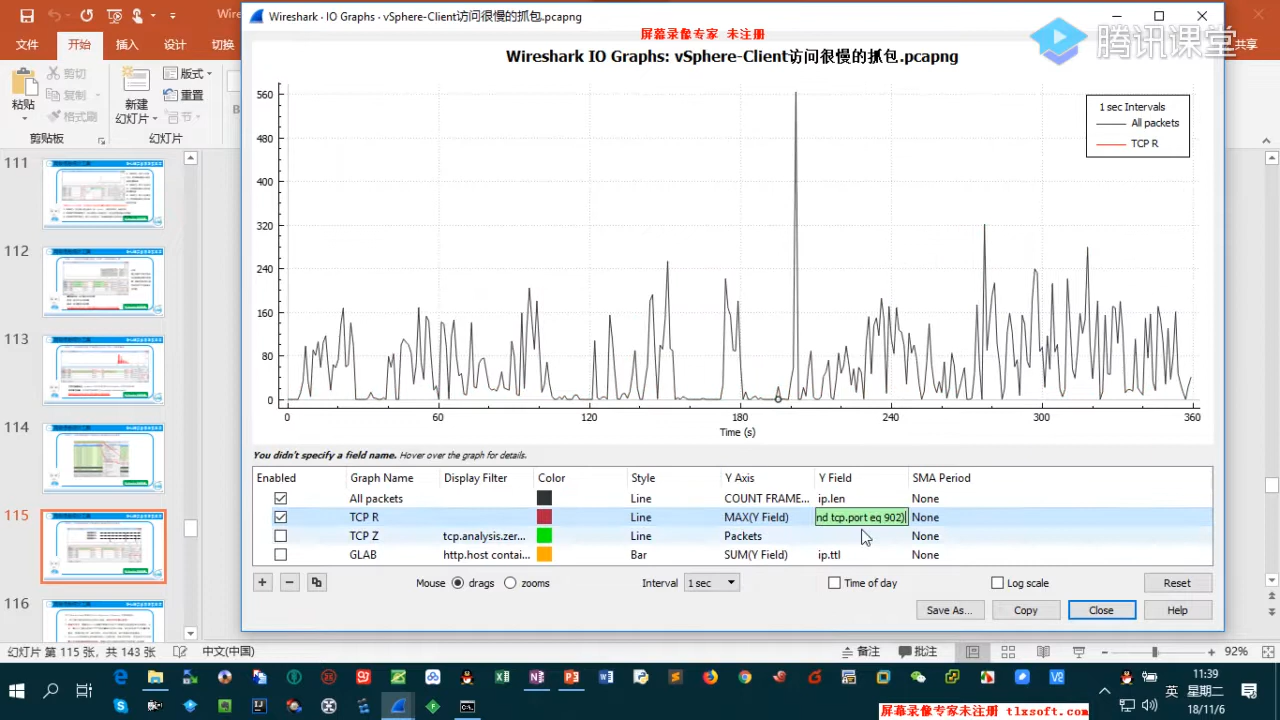 Wireshark · IO Graphs · vSphere-Client访问很慢的抓包.pcapng
屏幕录像专家 未注册
腾讯课堂
文件
开始
插入
设计
切换
共享
Wireshark IO Graphs: vSphere-Client访问很慢的抓包.pcapng
粘贴
剪切
复制
格式刷
剪贴板
新建
幻灯片
版式
重置
节
幻灯片
111
112
113
114
115
116
560
480
400
320
240
160
80
0
0
60
120
180
240
300
360
Time (s)
1 sec Intervals
All packets
TCP R
You didn't specify a field name. Hover over the graph for details.
Enabled Graph Name Display Filter Color Style Y Axis Y Field SMA Period
All packets Line COUNT FRAME... ip.len None
TCP R Line MAX(Y Field) nd tcp.port eq 902)| None
TCP Z tcp.analysis.zer... Line Packets None
GLAB http.host contai... Bar SUM(Y Field) ip.ttl None
+ − Mouse drags zooms Interval 1 sec Time of day Log scale Reset
Save As... Copy Close Help
幻灯片 第 115 张, 共 143 张 中文(中国) 备注 批注 92%
英
11:39
18/11/6
屏幕录像专家未注册 tlxsoft.com